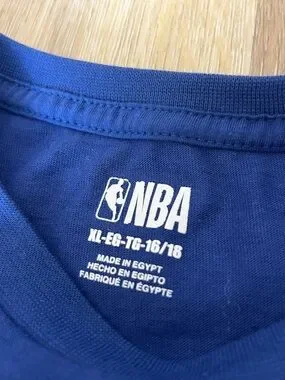 NBA
XL-EG-TG-16/18
MADE IN EGYPT
HECHO EN EGIPTO
FABRIQUÉ EN ÉGYPTE